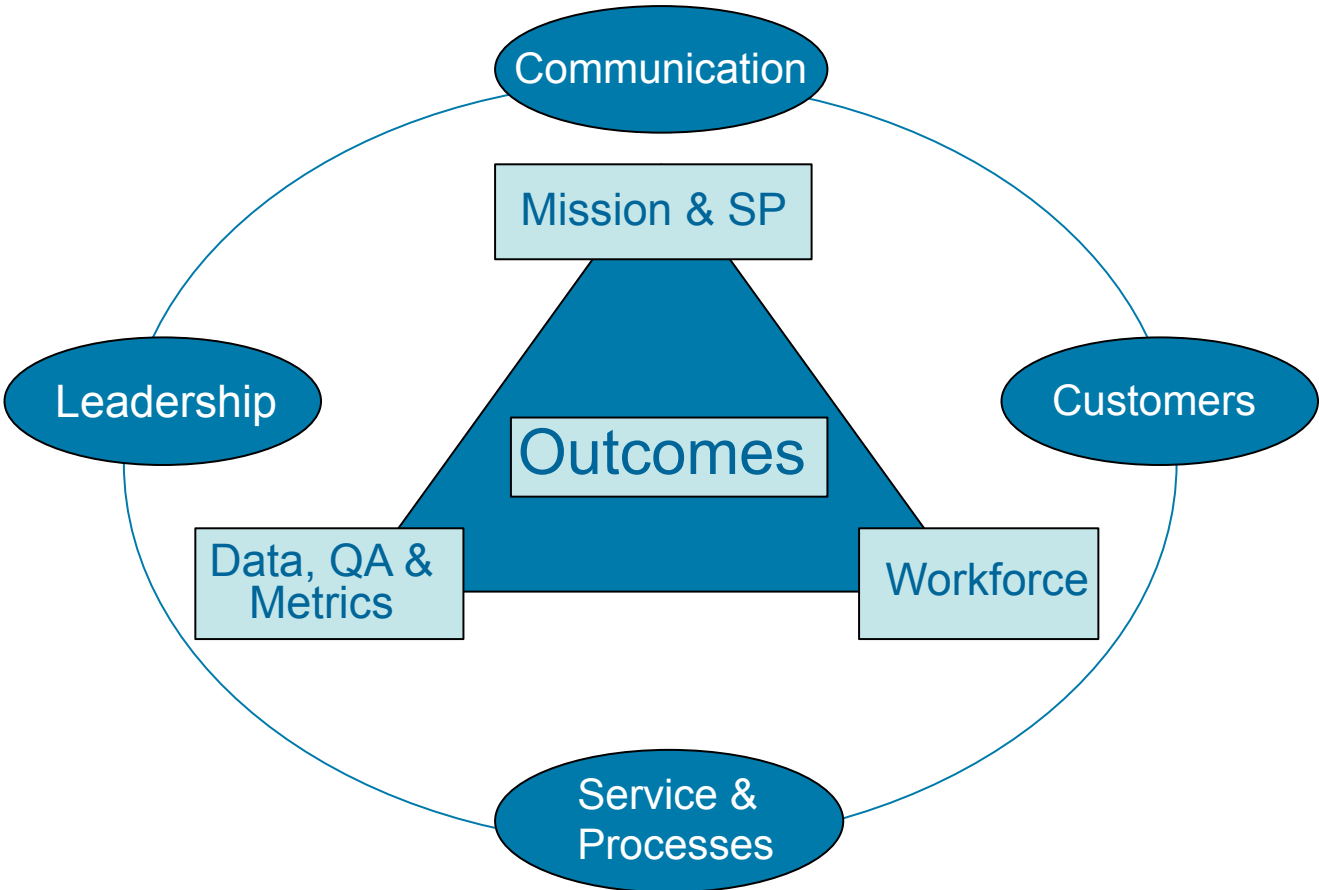 Communication
Mission & SP
Leadership
Customers
Outcomes
Data, QA &
Metrics
Workforce
Service &
Processes